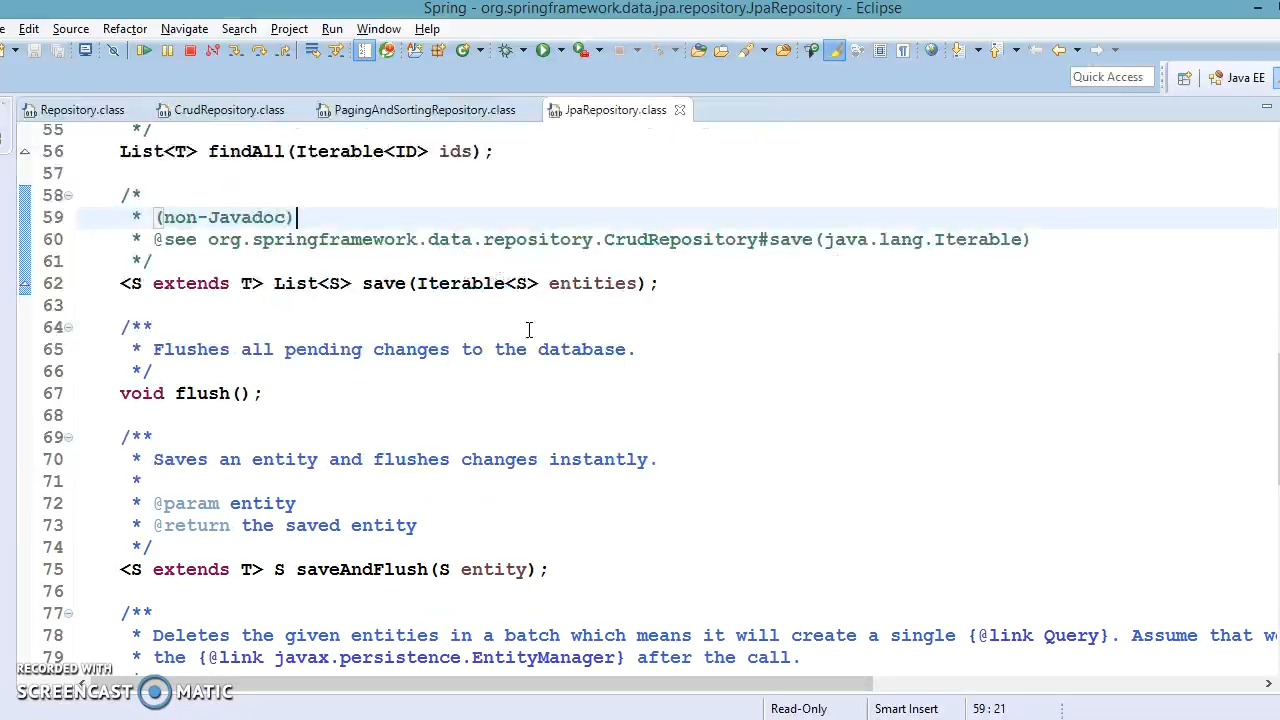 Spring - org.springframework.data.jpa.repository.JpaRepository - Eclipse
Edit Source Refactor Navigate Search Project Run Window Help
Quick Access Java EE
Repository.class CrudRepository.class PagingAndSortingRepository.class JpaRepository.class
55 */
56 List<T> findAll(Iterable<ID> ids);
57
58 /*
59 * (non-Javadoc)
60 * @see org.springframework.data.repository.CrudRepository#save(java.lang.Iterable)
61 */
62 <S extends T> List<S> save(Iterable<S> entities);
63
64 /**
65 * Flushes all pending changes to the database.
66 */
67 void flush();
68
69 /**
70 * Saves an entity and flushes changes instantly.
71 *
72 * @param entity
73 * @return the saved entity
74 */
75 <S extends T> S saveAndFlush(S entity);
76
77 /**
78 * Deletes the given entities in a batch which means it will create a single {@link Query}. Assume that we
79 * the {@link javax.persistence.EntityManager} after the call.
RECORDED WITH
SCREENCAST MATIC
Read-Only Smart Insert 59 : 21